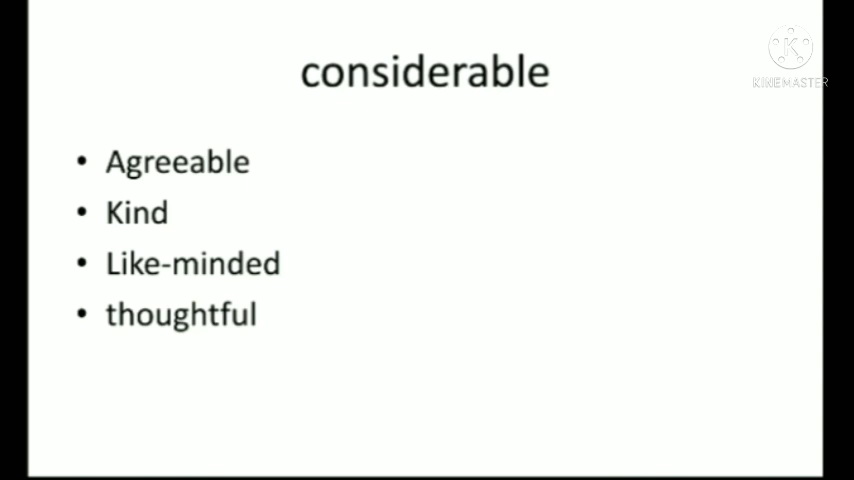 considerable
KINEMASTER
• Agreeable
• Kind
• Like-minded
• thoughtful